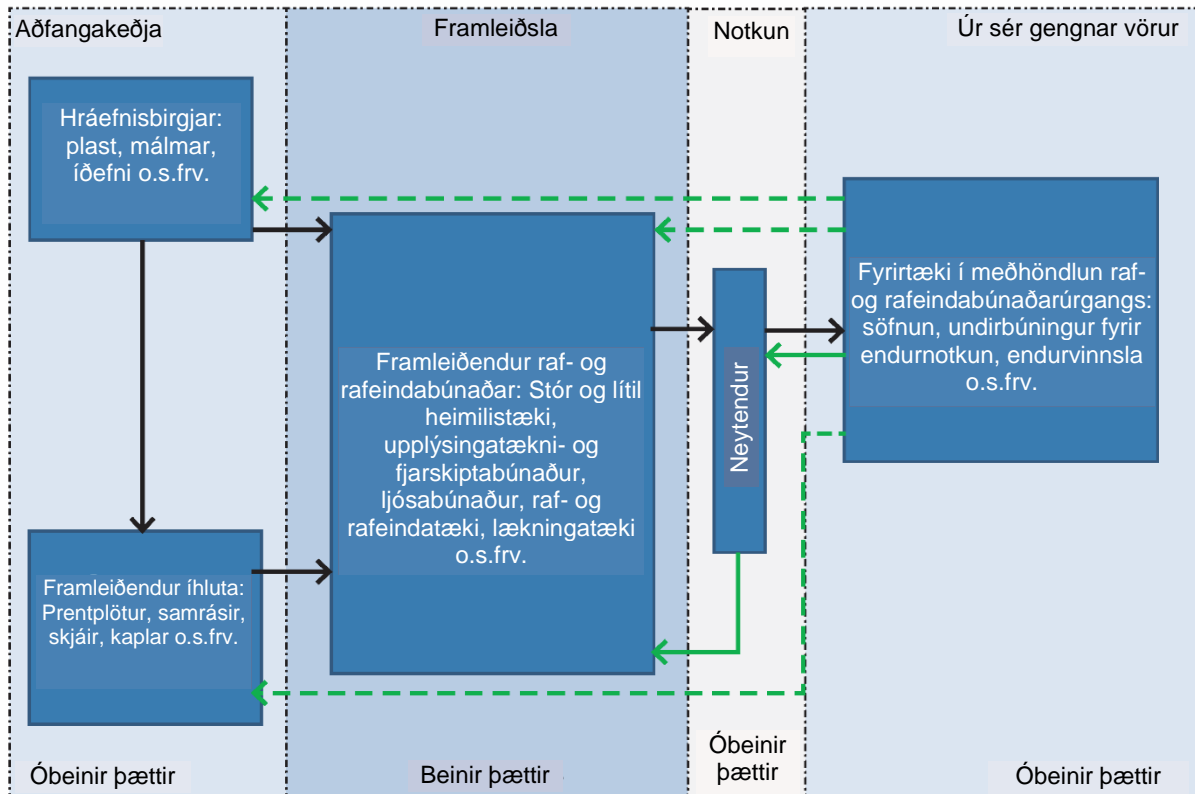 Aðfangakeðja
Framleiðsla
Notkun
Úr sér gengnar vörur
Hráefnisbirgjar:
plast, málmar,
íðefni o.s.frv.
Framleiðendur raf- og
rafeindabúnaðar: Stór og lítil
heimilistæki,
upplýsingatækni- og
fjarskiptabúnaður,
ljósabúnaður, raf- og
rafeindatæki, lækningatæki
o.s.frv.
Neytendur
Fyrirtæki í meðhöndlun raf-
og rafeindabúnaðarúrgangs:
söfnun, undirbúningur fyrir
endurnotkun, endurvinnsla
o.s.frv.
Framleiðendur íhluta:
Prentplötur, samrásir,
skjáir, kaplar o.s.frv.
Óbeinir þættir
Beinir þættir
Óbeinir
þættir
Óbeinir þættir